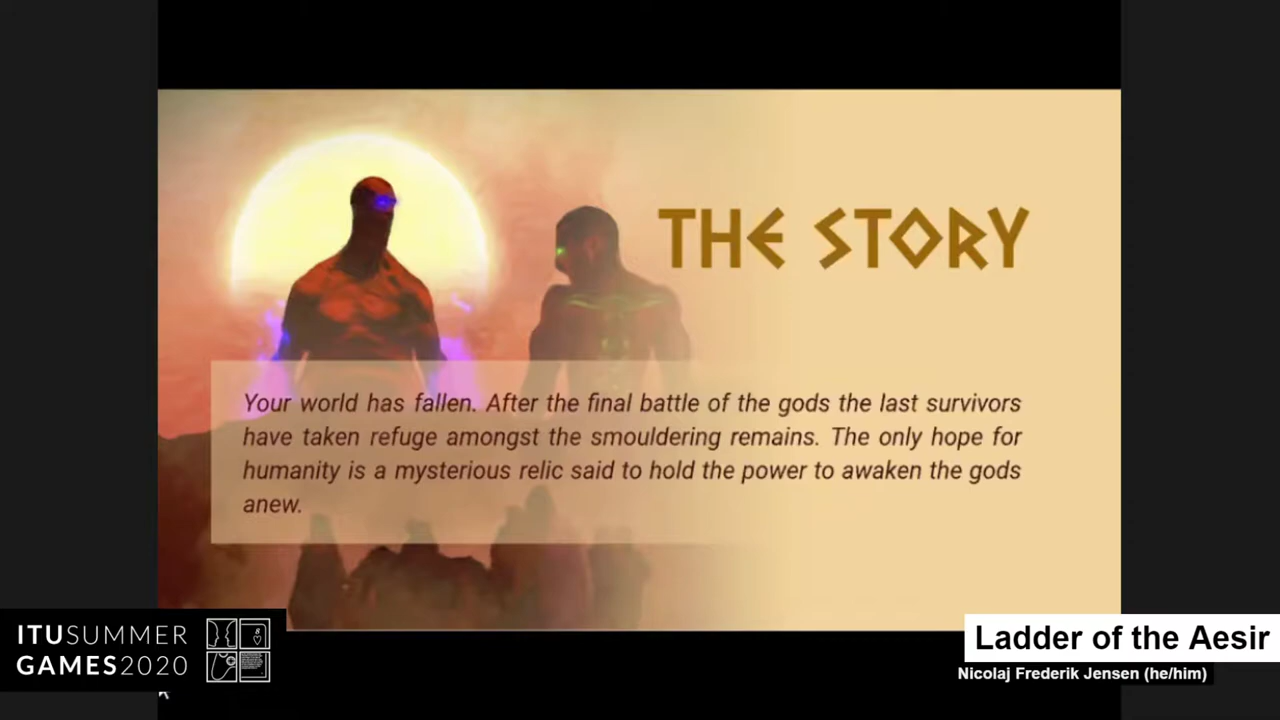 THE STORY
Your world has fallen. After the final battle of the gods the last survivors
have taken refuge amongst the smouldering remains. The only hope for
humanity is a mysterious relic said to hold the power to awaken the gods
anew.
ITUSUMMER
GAMES2020
Ladder of the Aesir
Nicolaj Frederik Jensen (he/him)